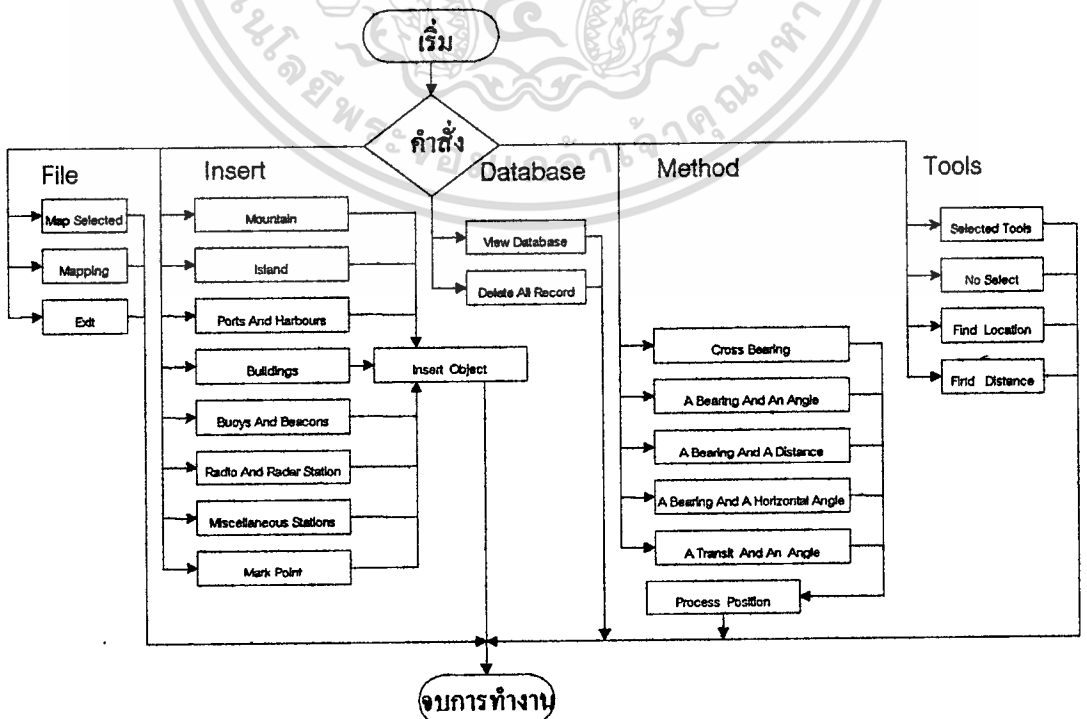 เริ่ม
คำสั่ง
File
Map Selected
Mapping
Exit
Insert
Mountain
Island
Ports And Harbours
Buildings
Buoys And Beacons
Radio And Radar Station
Miscellaneous Stations
Mark Point
Insert Object
Database
View Database
Delete All Record
Method
Cross Bearing
A Bearing And An Angle
A Bearing And A Distance
A Bearing And A Horizontal Angle
A Transit And An Angle
Process Position
Tools
Selected Tools
No Select
Find Location
Find Distance
จบการทำงาน